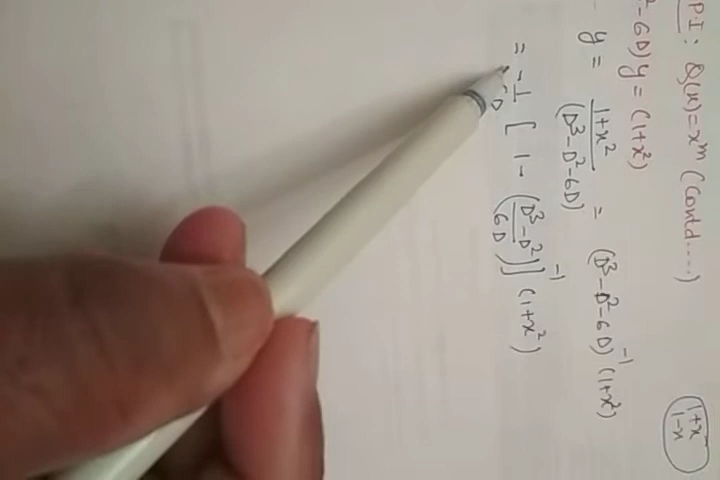 P.I : Q(x) = x^m (Contd....)
²-6D) y = (1+x²)
y = 1+x² / (D³-D²-6D) = (D³-D²-6D)^-1 (1+x²)
= -1/6D [ 1 - (D³-D² / 6D) ]^-1 (1+x²)
1+x / 1-x